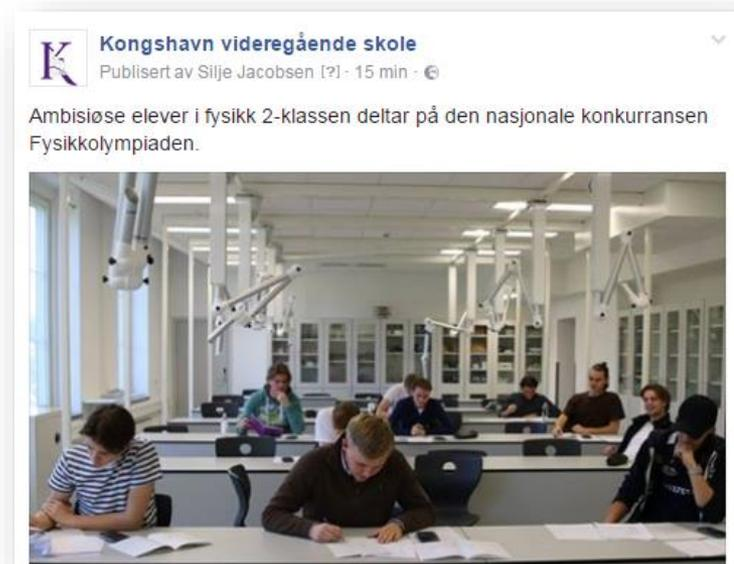 K
Kongshavn videregående skole
Publisert av Silje Jacobsen [?] · 15 min ·
Ambisiøse elever i fysikk 2-klassen deltar på den nasjonale konkurransen
Fysikkolympiaden.